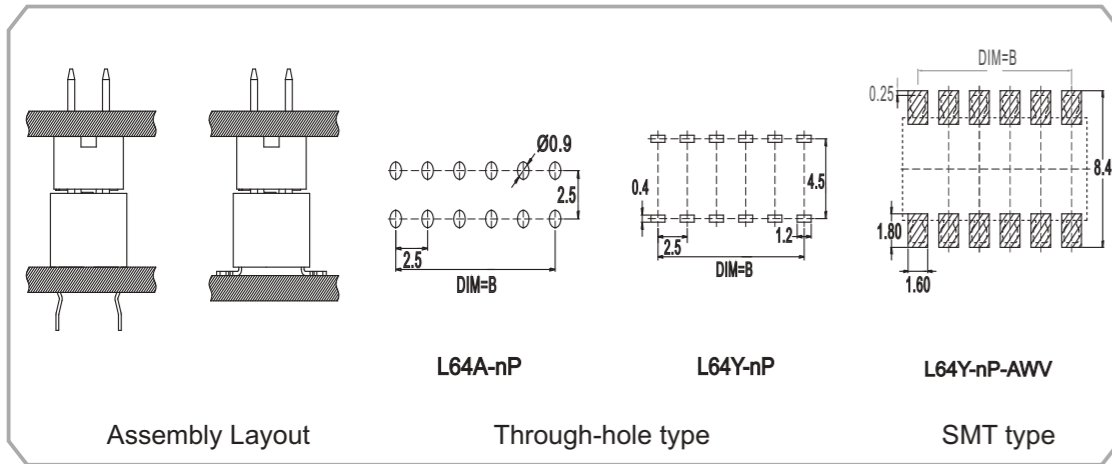 DIM=B
0.25
8.4
1.80
1.60
Ø0.9
2.5
2.5
DIM=B
0.4
4.5
2.5
1.2
DIM=B
L64A-nP
L64Y-nP
L64Y-nP-AWV
Assembly Layout
Through-hole type
SMT type